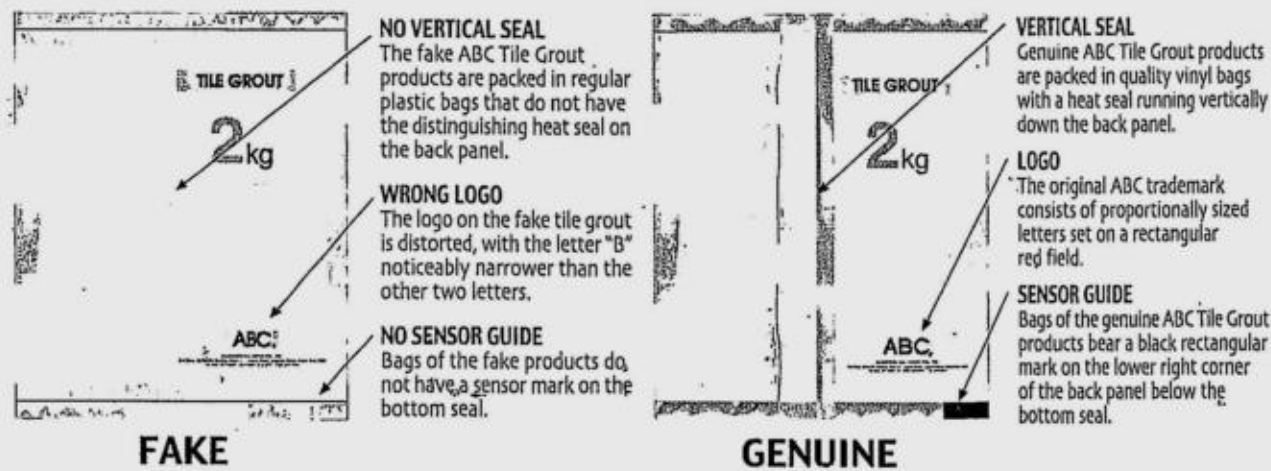 NO VERTICAL SEAL
The fake ABC Tile Grout
products are packed in regular
plastic bags that do not have
the distinguishing heat seal on
the back panel.
TILE GROUT
2kg
WRONG LOGO
The logo on the fake tile grout
is distorted, with the letter "B"
noticeably narrower than the
other two letters.
ABC
NO SENSOR GUIDE
Bags of the fake products do
not have a sensor mark on the
bottom seal.
FAKE
VERTICAL SEAL
Genuine ABC Tile Grout products
are packed in quality vinyl bags
with a heat seal running vertically
down the back panel.
TILE GROUT
2kg
LOGO
The original ABC trademark
consists of proportionally sized
letters set on a rectangular
red field.
ABC
SENSOR GUIDE
Bags of the genuine ABC Tile Grout
products bear a black rectangular
mark on the lower right corner
of the back panel below the
bottom seal.
GENUINE